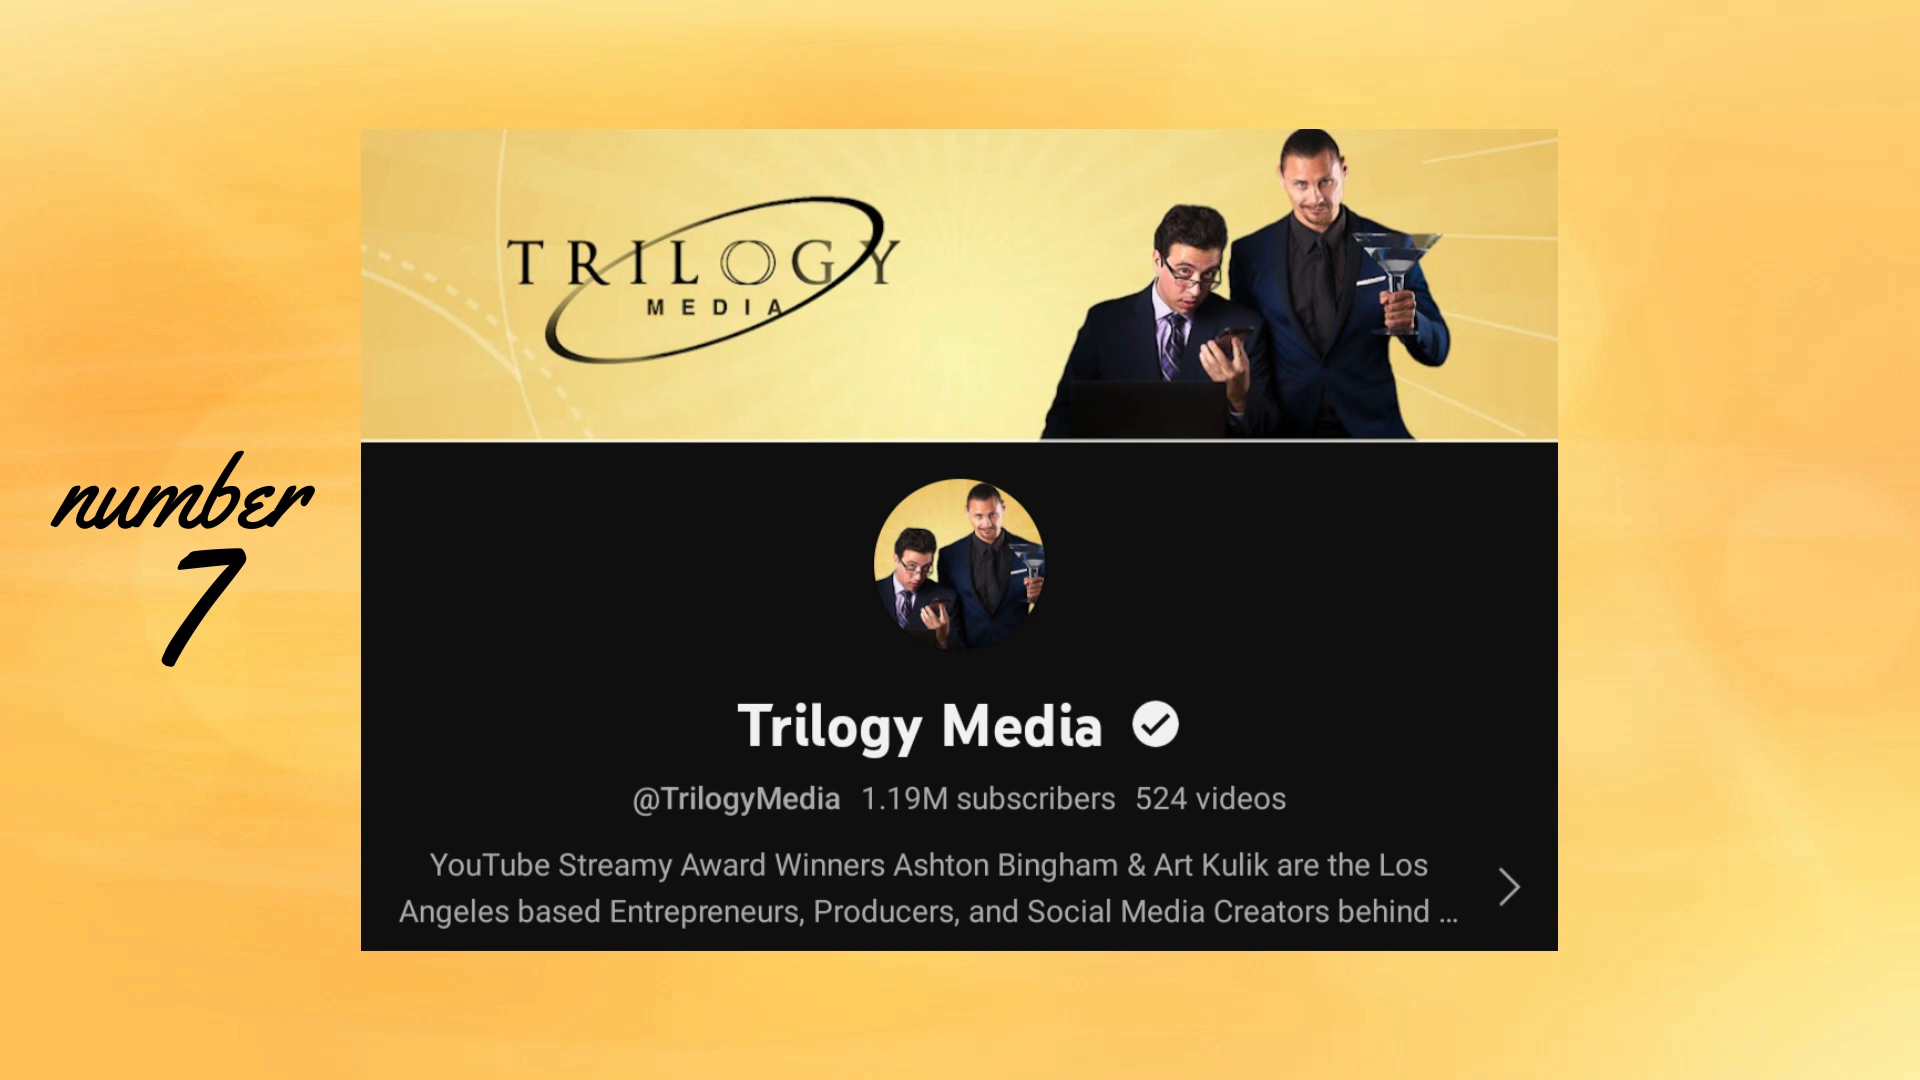 TRILOGY
MEDIA
number
7
Trilogy Media
@TrilogyMedia 1.19M subscribers 524 videos
YouTube Streamy Award Winners Ashton Bingham & Art Kulik are the Los
Angeles based Entrepreneurs, Producers, and Social Media Creators behind ...